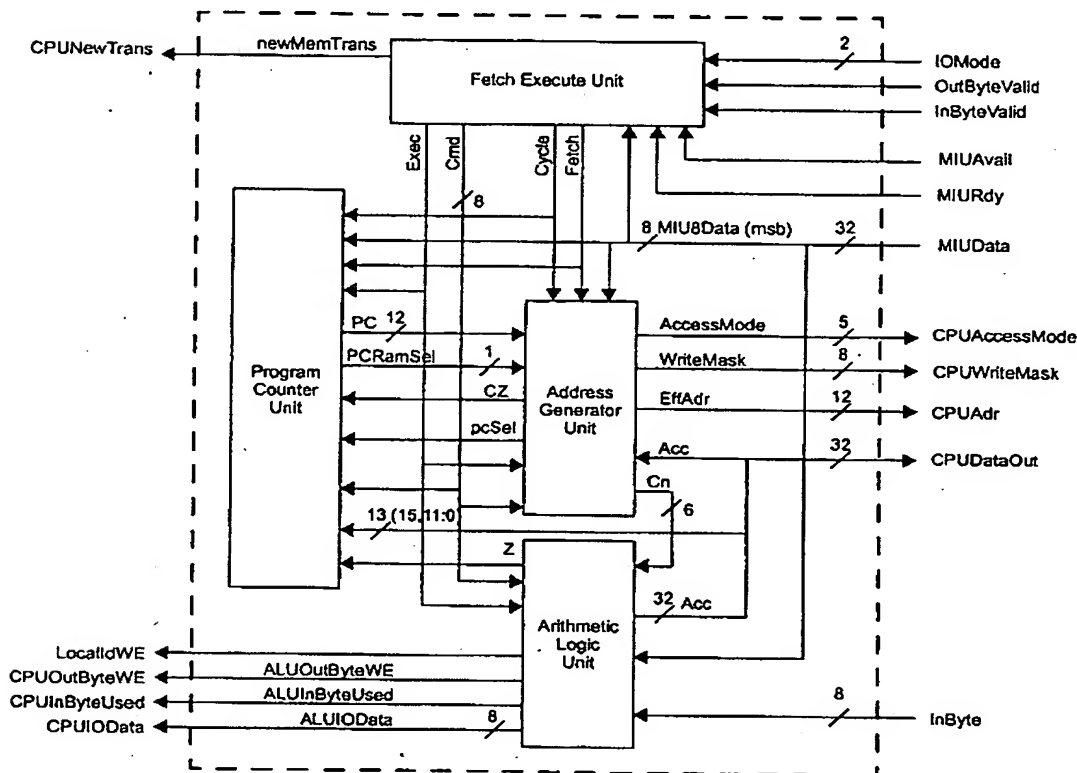 CPUNewTrans
newMemTrans
Fetch Execute Unit
2
IOMode
OutByteValid
InByteValid
MIUAvail
MIURdy
Exec
Cmd
Cycle
Fetch
8
8 MIU8Data (msb)
32
MIUData
PC
12
PCRamSel
1
CZ
pcSel
Program
Counter
Unit
Address
Generator
Unit
AccessMode
5
CPUAccessMode
WriteMask
8
CPUWriteMask
EffAdr
12
CPUAdr
Acc
32
CPUDataOut
Cn
6
13 (15,11:0)
Z
32
Acc
Arithmetic
Logic
Unit
LocalIdWE
CPUOutByteWE
ALUOutByteWE
CPUInByteUsed
ALUInByteUsed
CPUIOData
ALUIOData
8
8
InByte